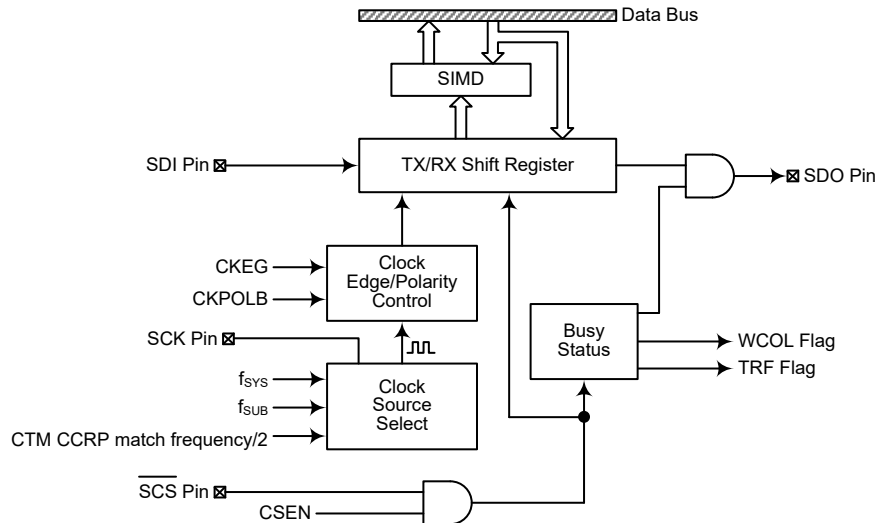 Data Bus
SIMD
SDI Pin
TX/RX Shift Register
SDO Pin
CKEG
CKPOLB
Clock
Edge/Polarity
Control
SCK Pin
Busy
Status
WCOL Flag
TRF Flag
fSYS
fSUB
CTM CCRP match frequency/2
Clock
Source
Select
SCS Pin
CSEN